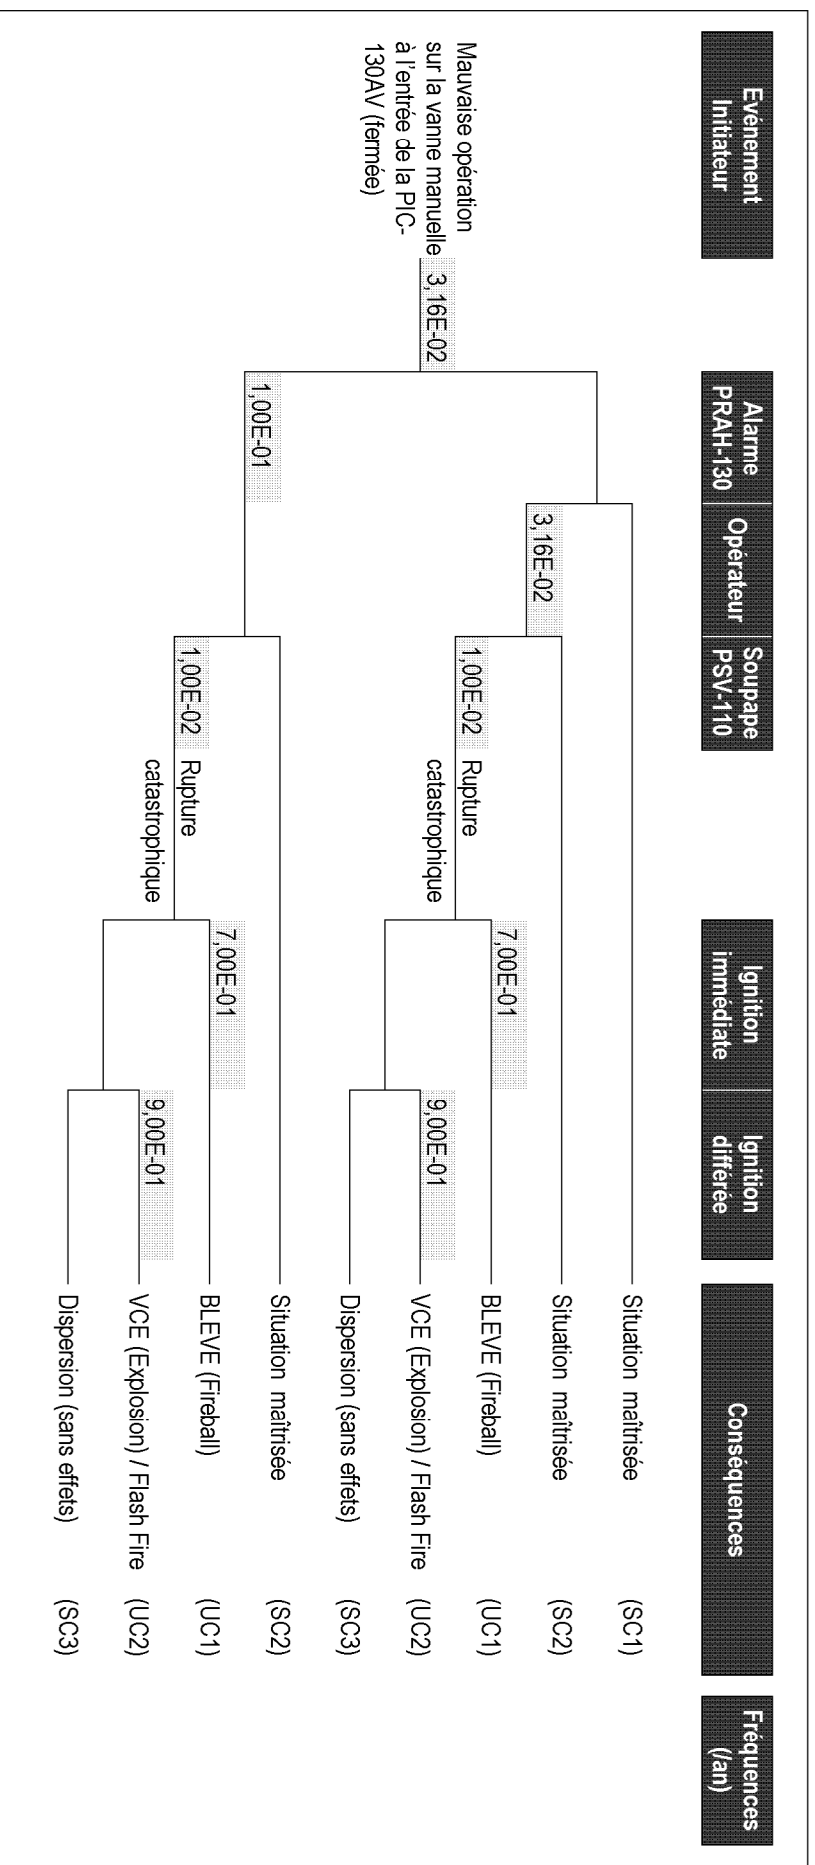 Evénement
Initiateur
Alarme
PRAH-130
Opérateur
Soupape
PSV-110
Ignition
immédiate
Ignition
différée
Conséquences
Fréquences
(/an)
Mauvaise opération
sur la vanne manuelle
à l'entrée de la PIC-
130AV (fermée)
3,16E-02
1,00E-01
3,16E-02
1,00E-02
Rupture
catastrophique
7,00E-01
9,00E-01
1,00E-02
Rupture
catastrophique
7,00E-01
9,00E-01
Situation maîtrisée (SC1)
Situation maîtrisée (SC2)
BLEVE (Fireball) (UC1)
VCE (Explosion) / Flash Fire (UC2)
Dispersion (sans effets) (SC3)
Situation maîtrisée (SC2)
BLEVE (Fireball) (UC1)
VCE (Explosion) / Flash Fire (UC2)
Dispersion (sans effets) (SC3)